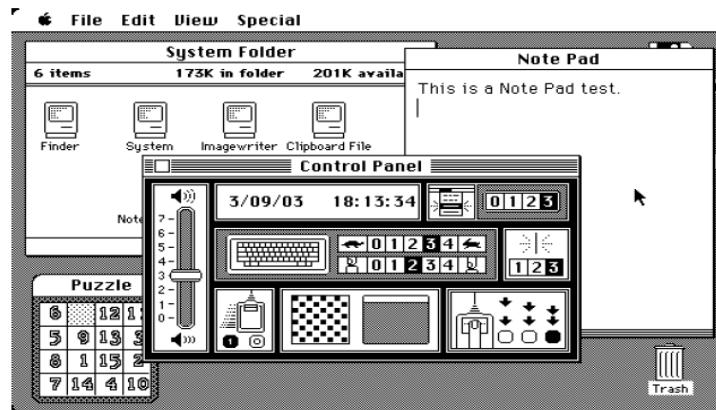 File Edit View Special
System Folder
6 items 173K in folder 201K availa
Finder System Imagewriter Clipboard File
Note
Note Pad
This is a Note Pad test.
Control Panel
3/09/03 18:13:34
0 1 2 3
7
6
5
4
3
2
1
0
0 1 2 3 4
0 1 2 3 4
1 2 3
1 0
Puzzle
6 12 1
5 9 13 3
8 1 15 2
7 14 4 10
Trash